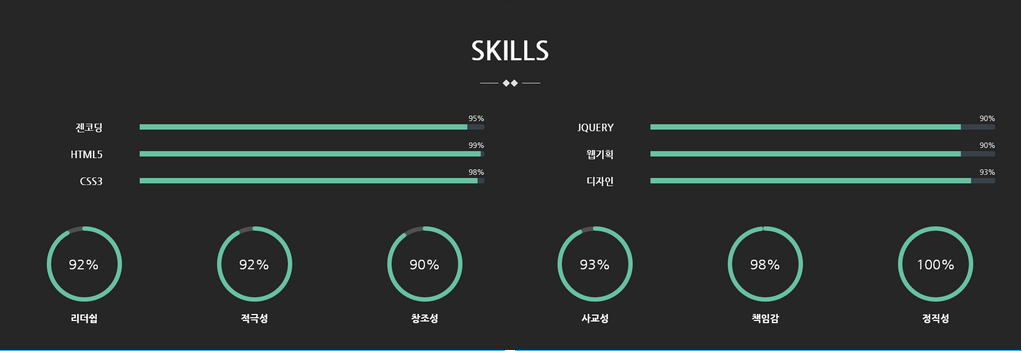 SKILLS
95%
젠코딩
99%
HTML5
98%
CSS3
90%
JQUERY
90%
웹기획
93%
디자인
92%
92%
90%
93%
98%
100%
리더쉽
적극성
창조성
사교성
책임감
정직성